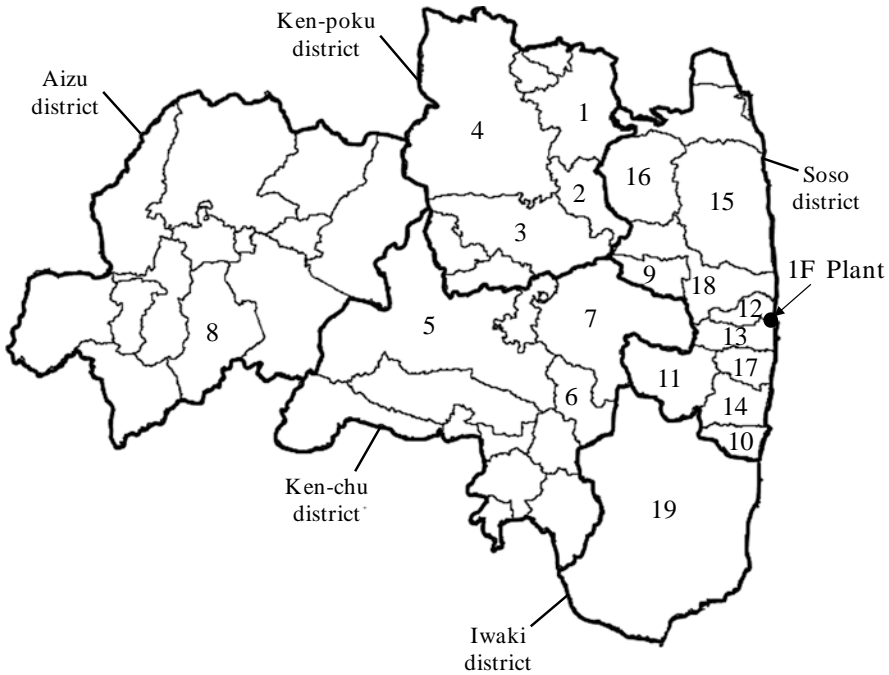 Ken-poku
district
Aizu
district
4
1
16
2
15
Soso
district
3
9
18
1F Plant
12
5
7
8
13
17
11
6
14
10
Ken-chu
district
19
Iwaki
district